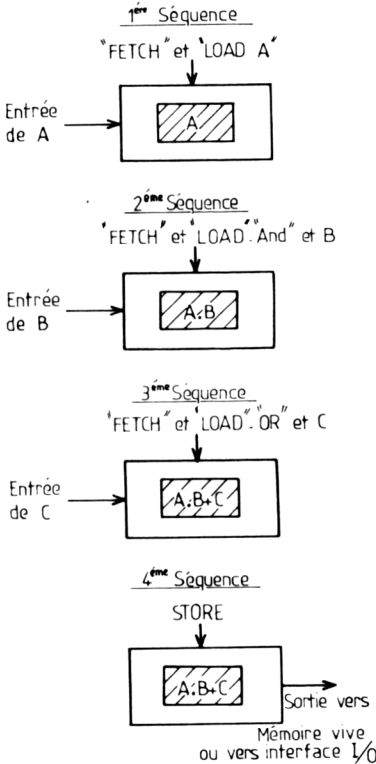 1ère Séquence
"FETCH" et "LOAD A"
Entrée
de A
A
2ème Séquence
"FETCH" et "LOAD"."And" et B
Entrée
de B
A.B
3ème Séquence
"FETCH" et "LOAD"-"OR" et C
Entrée
de C
A.B+C
4ème Séquence
STORE
A.B+C
Sortie vers
Mémoire vive
ou vers interface I/O